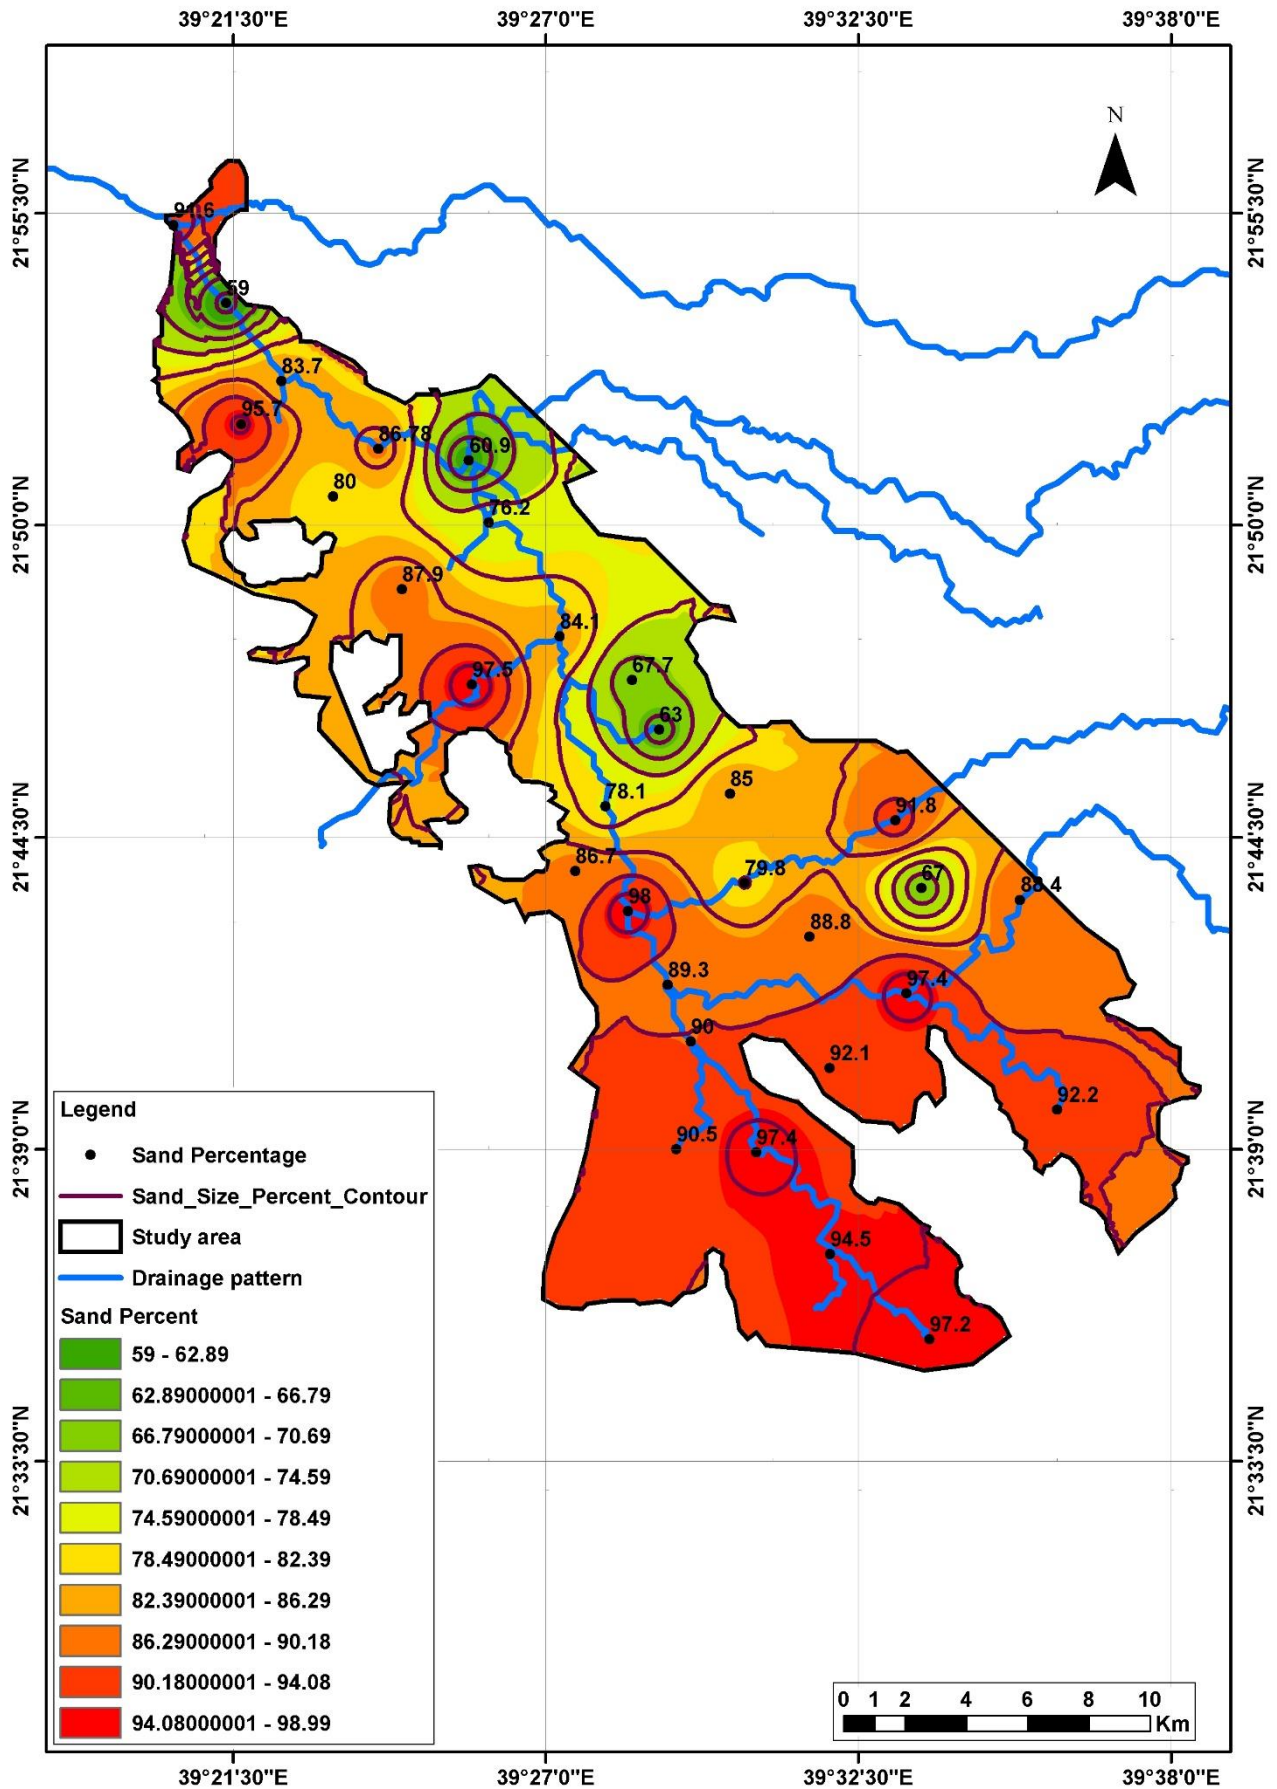 39°21'30"E 39°27'0"E 39°32'30"E 39°38'0"E
N
21°55'30"N 21°55'30"N
91.6
59
83.7
95.7
86.78
60.9
80
76.2
21°50'0"N 21°50'0"N
87.9
84.1
97.5
67.7
63
85
78.1
91.8
21°44'30"N 21°44'30"N
86.7
79.8
67
88.4
98
88.8
89.3
97.4
90
92.1
92.2
90.5
97.4
21°39'0"N 21°39'0"N
94.5
97.2
21°33'30"N 21°33'30"N
Legend
Sand Percentage
Sand_Size_Percent_Contour
Study area
Drainage pattern
Sand Percent
59 - 62.89
62.89000001 - 66.79
66.79000001 - 70.69
70.69000001 - 74.59
74.59000001 - 78.49
78.49000001 - 82.39
82.39000001 - 86.29
86.29000001 - 90.18
90.18000001 - 94.08
94.08000001 - 98.99
0 1 2 4 6 8 10
Km
39°21'30"E 39°27'0"E 39°32'30"E 39°38'0"E